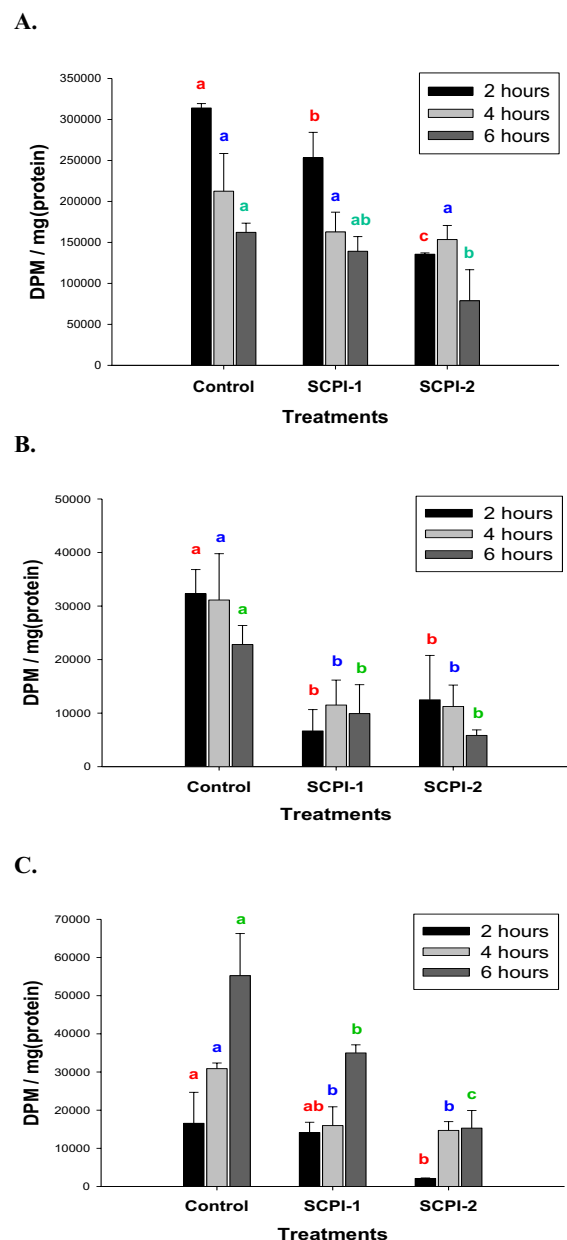 A.
350000
300000
250000
200000
150000
100000
50000
0
DPM / mg(protein)
2 hours
4 hours
6 hours
a
a
a
b
a
ab
c
a
b
Control SCPI-1 SCPI-2
Treatments
B.
50000
40000
30000
20000
10000
0
DPM / mg(protein)
2 hours
4 hours
6 hours
a
a
a
b
b
b
b
b
b
Control SCPI-1 SCPI-2
Treatments
C.
70000
60000
50000
40000
30000
20000
10000
0
DPM / mg(protein)
2 hours
4 hours
6 hours
a
a
a
ab
b
b
b
b
c
Control SCPI-1 SCPI-2
Treatments